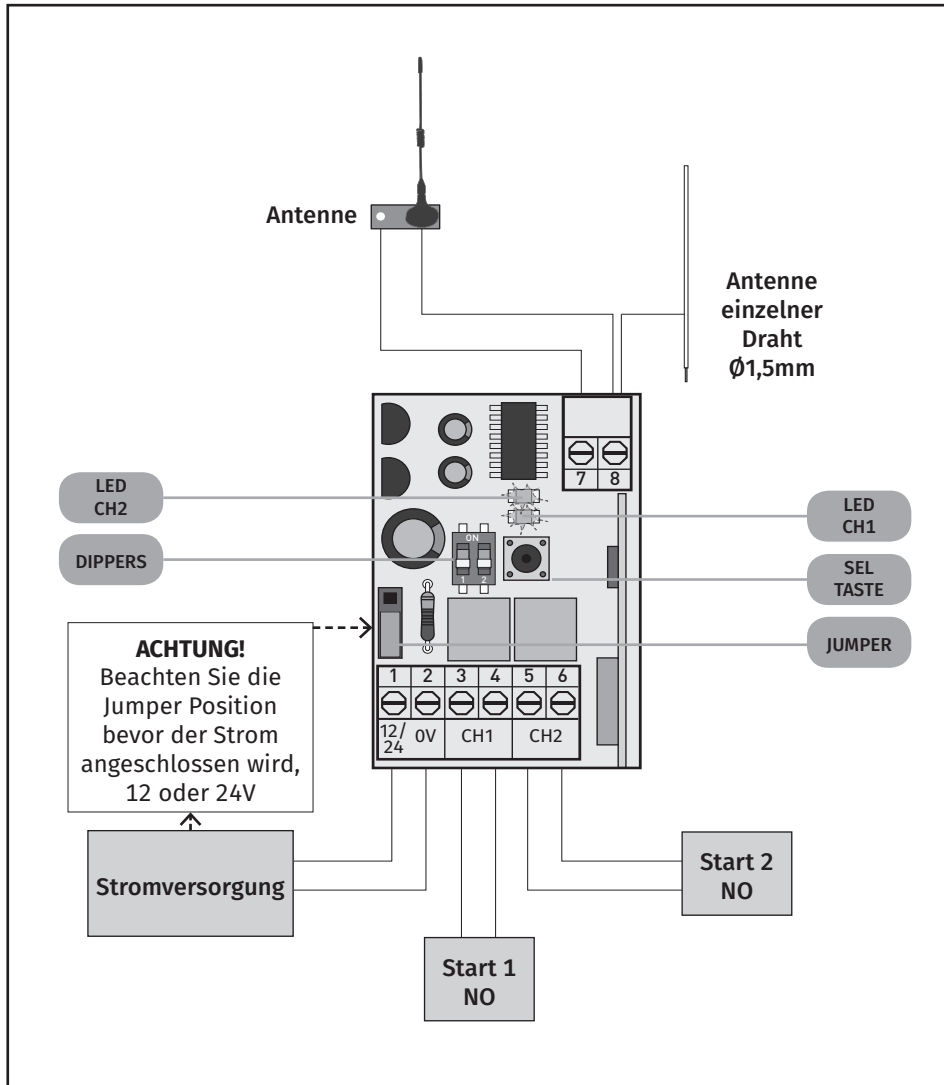 Antenne
Antenne
einzelner
Draht
Ø1,5mm
7 8
LED
CH2
LED
CH1
ON
1 2
DIPPERS
SEL
TASTE
JUMPER
ACHTUNG!
Beachten Sie die
Jumper Position
bevor der Strom
angeschlossen wird,
12 oder 24V
1 2 3 4 5 6
12/
24 0V CH1 CH2
Stromversorgung
Start 2
NO
Start 1
NO